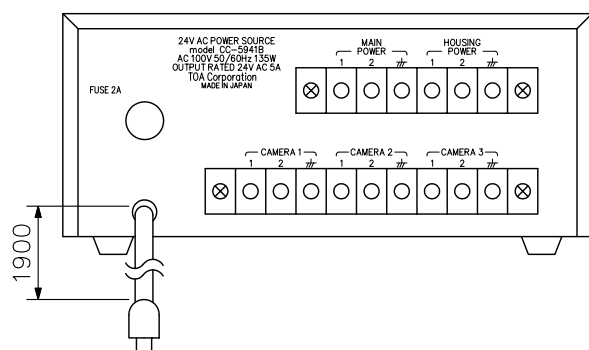 24V AC POWER SOURCE
model CC-5941B
AC 100V 50/60Hz 135W
OUTPUT RATED 24V AC 5A
TOA Corporation
MADE IN JAPAN
FUSE 2A
MAIN POWER
1 2
HOUSING POWER
1 2
CAMERA 1
1 2
CAMERA 2
1 2
CAMERA 3
1 2
1900